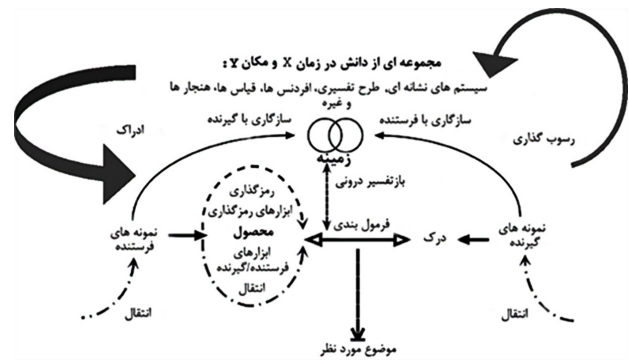 مجموعه ای از دانش در زمان X و مکان Y:
سیستم های نشانه ای، طرح تفسیری، افردنس ها، قیاس ها، هنجار ها
و غیره
ادراک
سازگاری با گیرنده
سازگاری با فرستنده
رسوب گذاری
زمینه
بازتفسیر درونی
رمزگذاری
ابزارهای رمزگذاری
محصول
ابزارهای
فرستنده/گیرنده
انتقال
نمونه های
فرستنده
فرمول بندی
درک
نمونه های
گیرنده
انتقال
انتقال
موضوع مورد نظر